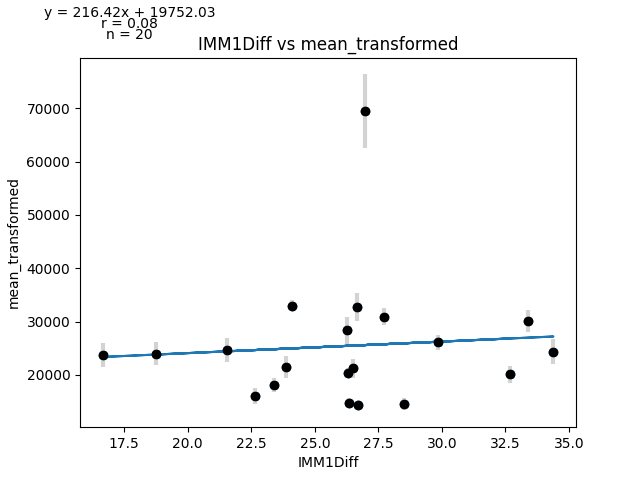 y = 216.42x + 19752.03
r = 0.08
n = 20
IMM1Diff vs mean_transformed
70000
60000
50000
40000
30000
20000
mean_transformed
17.5 20.0 22.5 25.0 27.5 30.0 32.5 35.0
IMM1Diff